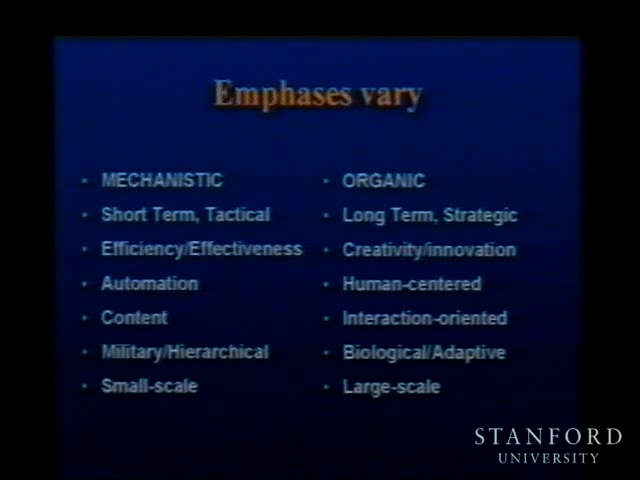 Emphases vary
• MECHANISTIC
• Short Term, Tactical
• Efficiency/Effectiveness
• Automation
• Content
• Military/Hierarchical
• Small-scale
• ORGANIC
• Long Term, Strategic
• Creativity/innovation
• Human-centered
• Interaction-oriented
• Biological/Adaptive
• Large-scale
STANFORD
UNIVERSITY